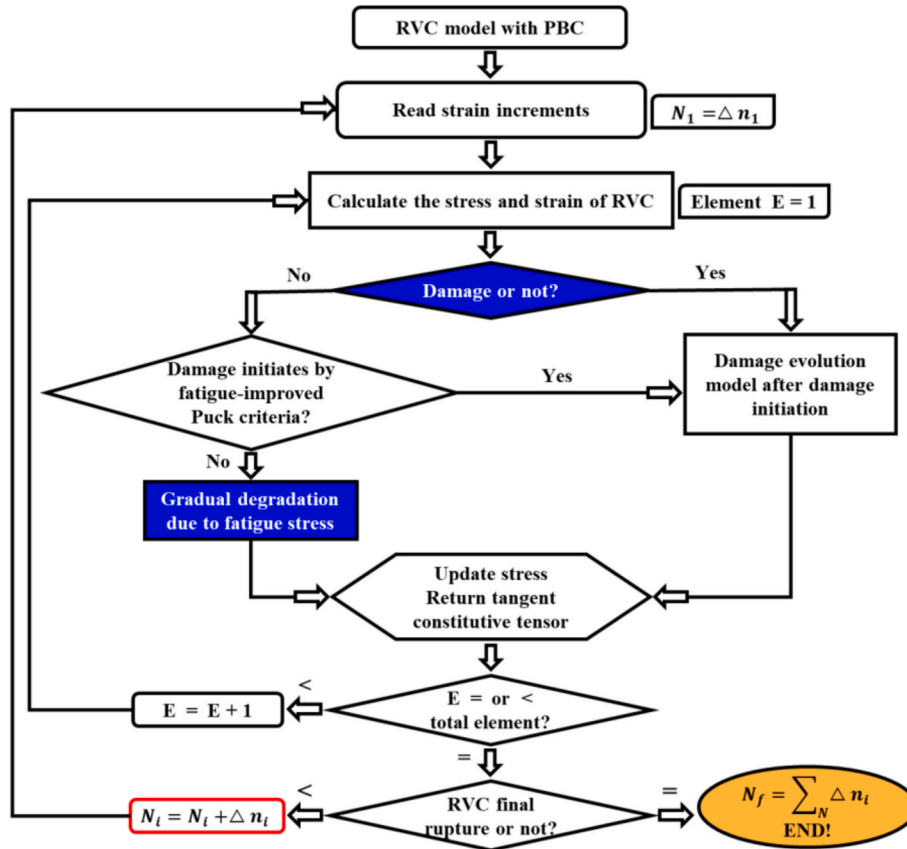 RVC model with PBC
Read strain increments
N₁ = △ n₁
Calculate the stress and strain of RVC
Element E = 1
No
Damage or not?
Yes
Damage initiates by
fatigue-improved
Puck criteria?
Yes
Damage evolution
model after damage
initiation
No
Gradual degradation
due to fatigue stress
Update stress
Return tangent
constitutive tensor
E = E + 1
<
E = or <
total element?
=
Nᵢ = Nᵢ + △ nᵢ
<
RVC final
rupture or not?
=
N_f = ∑_N △ nᵢ
END!